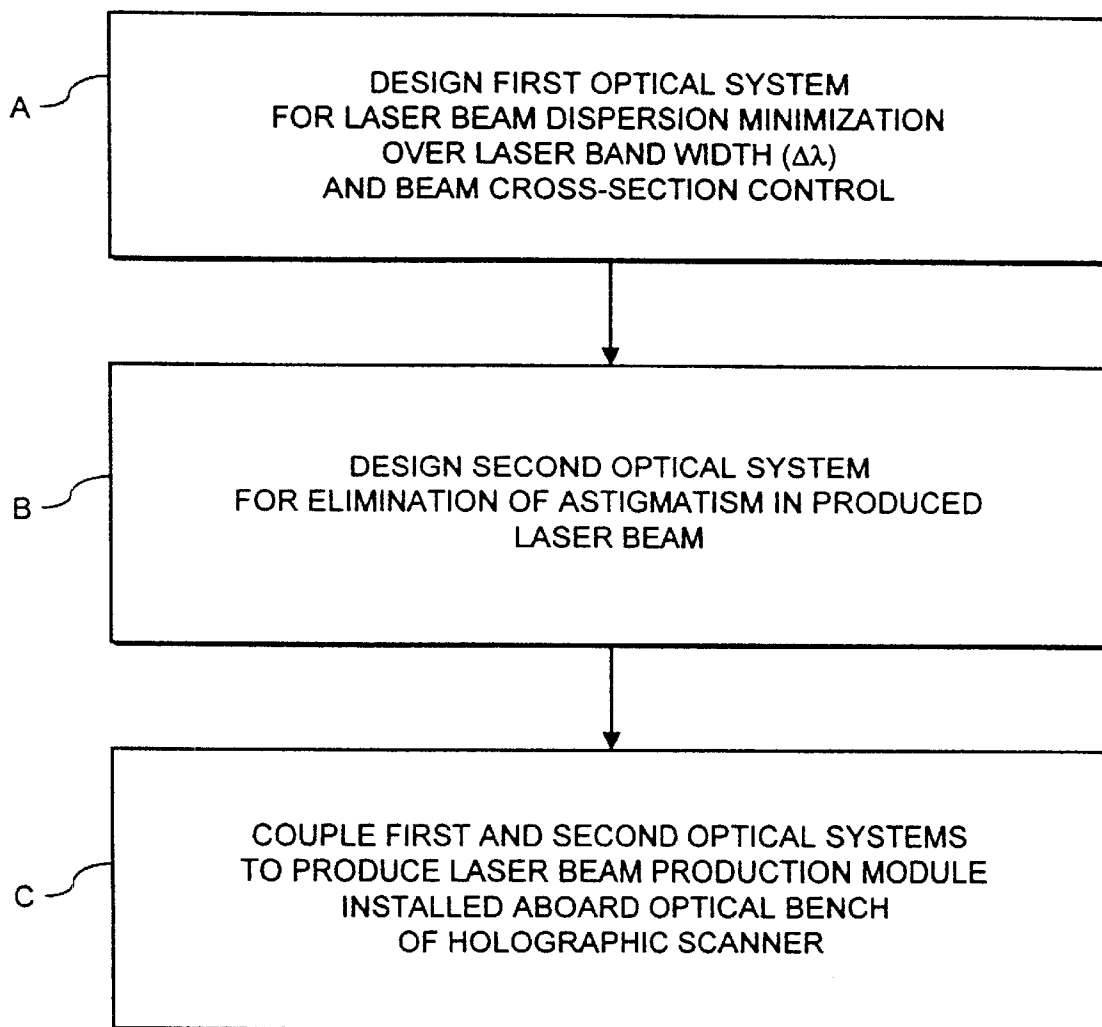 A
DESIGN FIRST OPTICAL SYSTEM
FOR LASER BEAM DISPERSION MINIMIZATION
OVER LASER BAND WIDTH (Δλ)
AND BEAM CROSS-SECTION CONTROL
B
DESIGN SECOND OPTICAL SYSTEM
FOR ELIMINATION OF ASTIGMATISM IN PRODUCED
LASER BEAM
C
COUPLE FIRST AND SECOND OPTICAL SYSTEMS
TO PRODUCE LASER BEAM PRODUCTION MODULE
INSTALLED ABOARD OPTICAL BENCH
OF HOLOGRAPHIC SCANNER